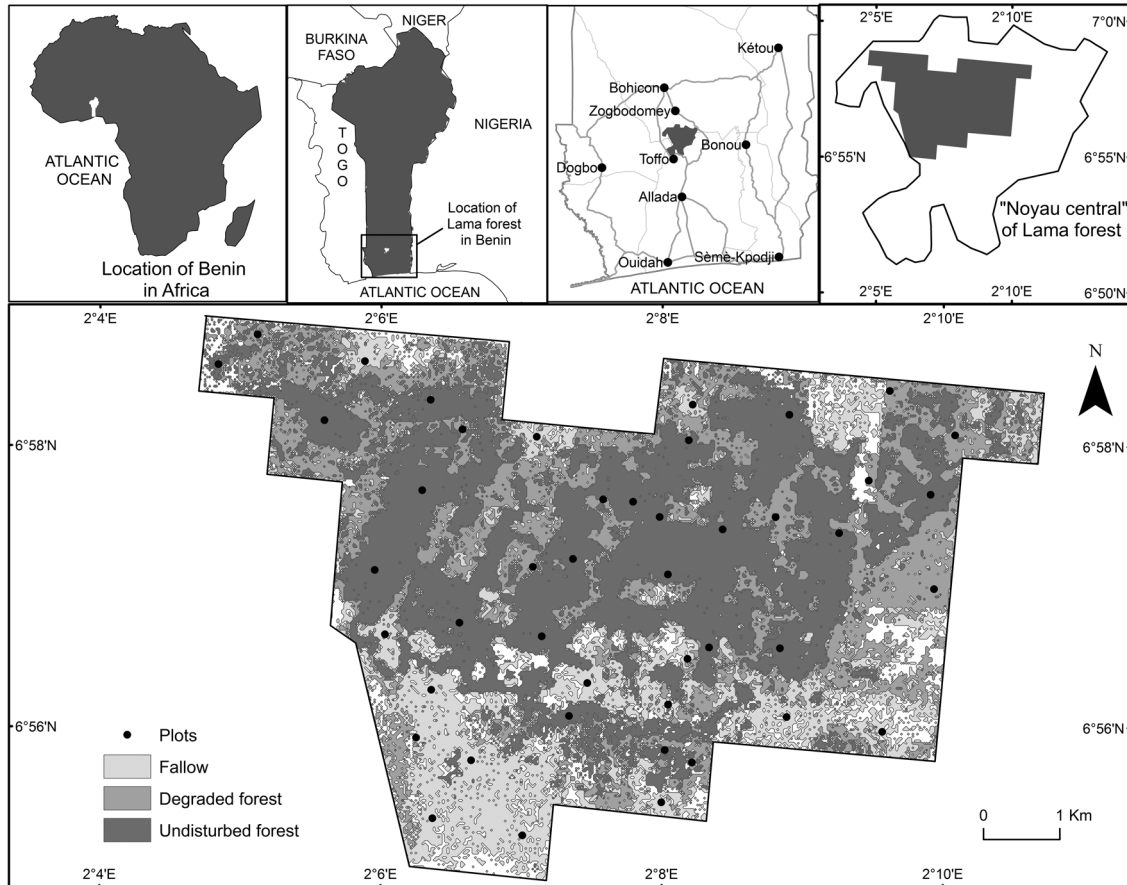 ATLANTIC
OCEAN
Location of Benin
in Africa
NIGER
BURKINA
FASO
NIGERIA
TOGO
Location of
Lama forest
in Benin
ATLANTIC OCEAN
Kétou
Bohicon
Zogbodomey
Bonou
Toffo
Dogbo
Allada
Ouidah
Sèmè-Kpodji
ATLANTIC OCEAN
2°5'E 2°10'E
7°0'N
6°55'N 6°55'N
"Noyau central"
of Lama forest
2°5'E 2°10'E
6°50'N
2°4'E 2°6'E 2°8'E 2°10'E
N
6°58'N 6°58'N
6°56'N 6°56'N
Plots
Fallow
Degraded forest
Undisturbed forest
0 1 Km
2°4'E 2°6'E 2°8'E 2°10'E